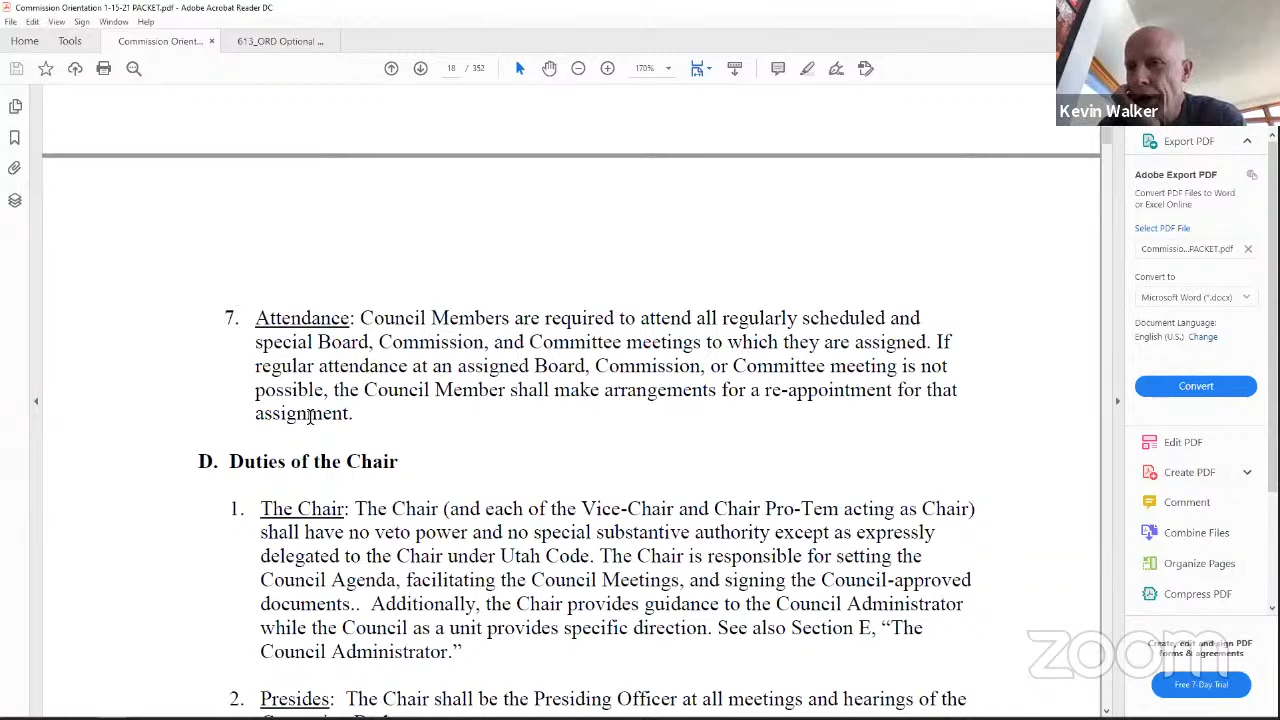 Commission Orientation 1-15-21 PACKET.pdf - Adobe Acrobat Reader DC
File Edit View Sign Window Help
Home Tools Commission Orient... × 613_ORD Optional ...
18 / 352 170%
Kevin Walker
7. Attendance: Council Members are required to attend all regularly scheduled and
special Board, Commission, and Committee meetings to which they are assigned. If
regular attendance at an assigned Board, Commission, or Committee meeting is not
possible, the Council Member shall make arrangements for a re-appointment for that
assignment.
D. Duties of the Chair
1. The Chair: The Chair (and each of the Vice-Chair and Chair Pro-Tem acting as Chair)
shall have no veto power and no special substantive authority except as expressly
delegated to the Chair under Utah Code. The Chair is responsible for setting the
Council Agenda, facilitating the Council Meetings, and signing the Council-approved
documents.. Additionally, the Chair provides guidance to the Council Administrator
while the Council as a unit provides specific direction. See also Section E, “The
Council Administrator.”
2. Presides: The Chair shall be the Presiding Officer at all meetings and hearings of the
Export PDF
Adobe Export PDF
Convert PDF Files to Word
or Excel Online
Select PDF File
Commissio...PACKET.pdf ×
Convert to
Microsoft Word (*.docx)
Document Language:
English (U.S.) Change
Convert
Edit PDF
Create PDF
Comment
Combine Files
Organize Pages
Compress PDF
Create, edit and sign PDF
forms & agreements
Free 7-Day Trial
zoom